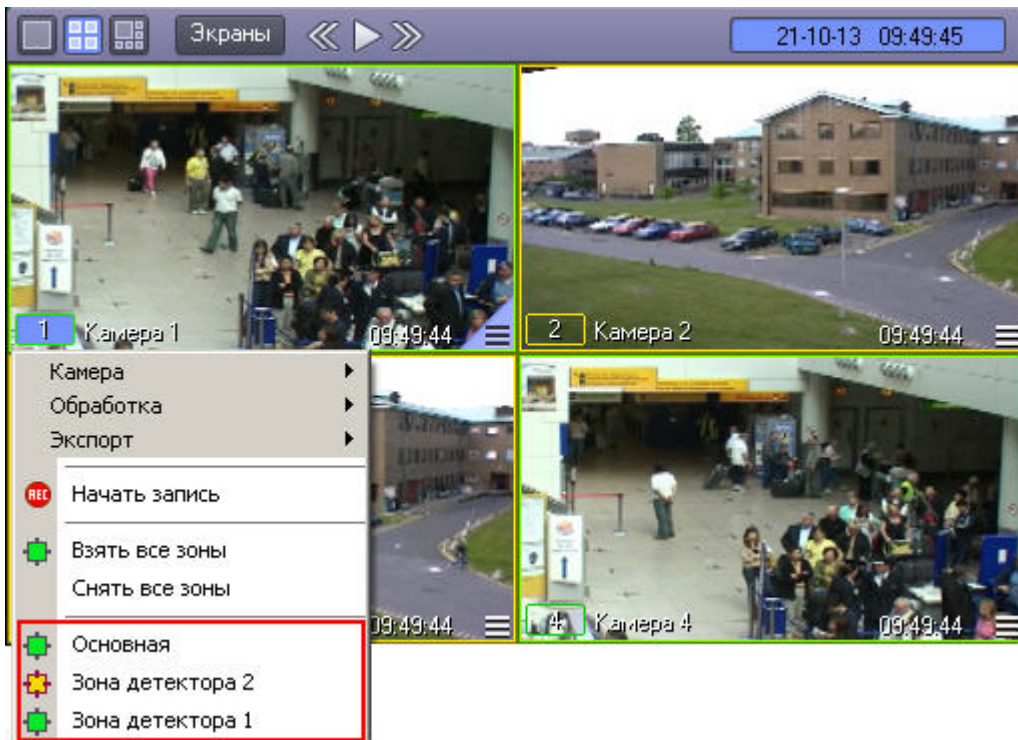 Экраны
21-10-13 09:49:45
1 Камера 1 09:49:44
2 Камера 2 09:49:44
Камера
Обработка
Экспорт
REC Начать запись
Взять все зоны
Снять все зоны
09:49:44
4 Камера 4 09:49:44
Основная
Зона детектора 2
Зона детектора 1